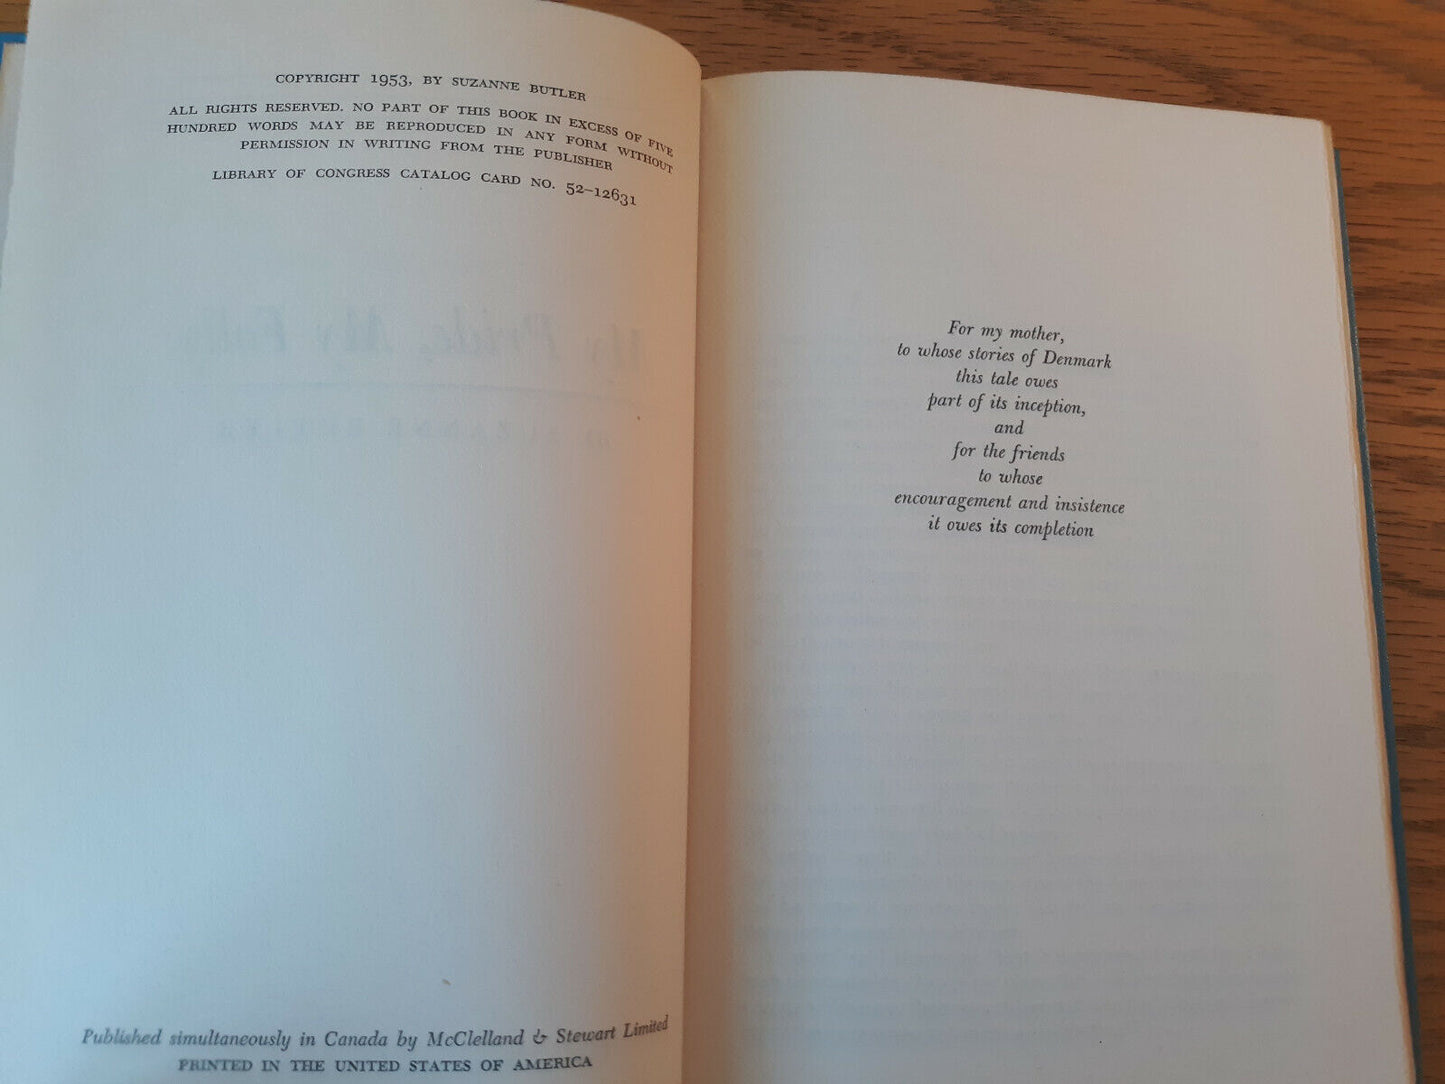 COPYRIGHT 1953, BY SUZANNE BUTLER
ALL RIGHTS RESERVED. NO PART OF THIS BOOK IN EXCESS OF FIVE
HUNDRED WORDS MAY BE REPRODUCED IN ANY FORM WITHOUT
PERMISSION IN WRITING FROM THE PUBLISHER
LIBRARY OF CONGRESS CATALOG CARD NO. 52–12631
Published simultaneously in Canada by McClelland & Stewart Limited
PRINTED IN THE UNITED STATES OF AMERICA
For my mother,
to whose stories of Denmark
this tale owes
part of its inception,
and
for the friends
to whose
encouragement and insistence
it owes its completion